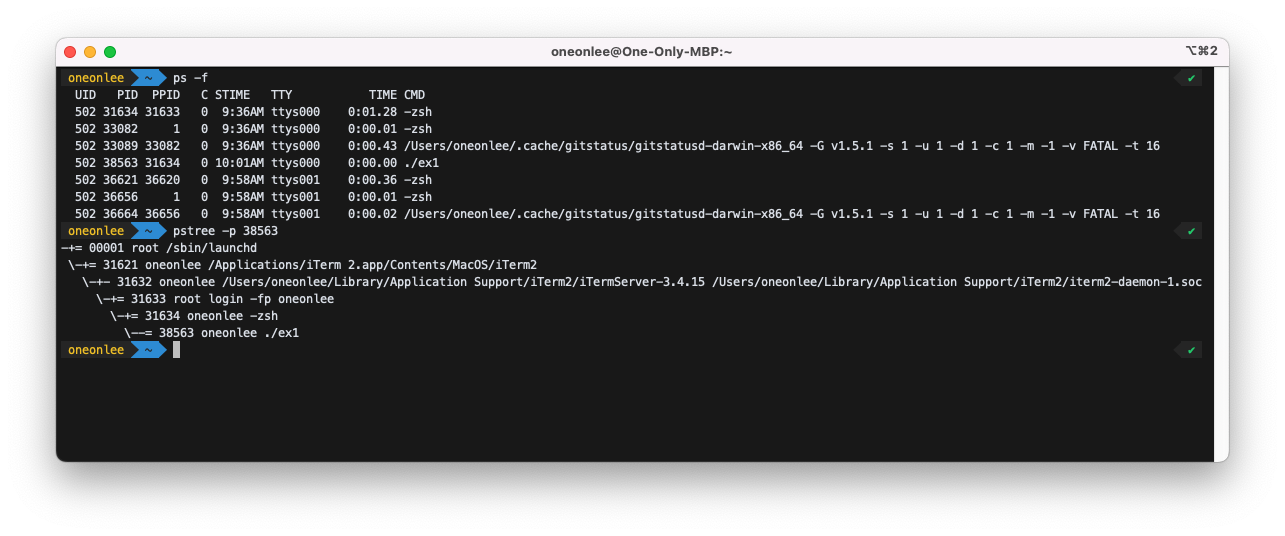 oneonlee@One-Only-MBP:~ ⌥⌘2
oneonlee ~ ps -f ✔
UID PID PPID C STIME TTY TIME CMD
502 31634 31633 0 9:36AM ttys000 0:01.28 -zsh
502 33082 1 0 9:36AM ttys000 0:00.01 -zsh
502 33089 33082 0 9:36AM ttys000 0:00.43 /Users/oneonlee/.cache/gitstatus/gitstatusd-darwin-x86_64 -G v1.5.1 -s 1 -u 1 -d 1 -c 1 -m -1 -v FATAL -t 16
502 38563 31634 0 10:01AM ttys000 0:00.00 ./ex1
502 36621 36620 0 9:58AM ttys001 0:00.36 -zsh
502 36656 1 0 9:58AM ttys001 0:00.01 -zsh
502 36664 36656 0 9:58AM ttys001 0:00.02 /Users/oneonlee/.cache/gitstatus/gitstatusd-darwin-x86_64 -G v1.5.1 -s 1 -u 1 -d 1 -c 1 -m -1 -v FATAL -t 16
oneonlee ~ pstree -p 38563 ✔
-+= 00001 root /sbin/launchd
\-+= 31621 oneonlee /Applications/iTerm 2.app/Contents/MacOS/iTerm2
\-+- 31632 oneonlee /Users/oneonlee/Library/Application Support/iTerm2/iTermServer-3.4.15 /Users/oneonlee/Library/Application Support/iTerm2/iterm2-daemon-1.soc
\-+= 31633 root login -fp oneonlee
\-+= 31634 oneonlee -zsh
\--= 38563 oneonlee ./ex1
oneonlee ~ ✔